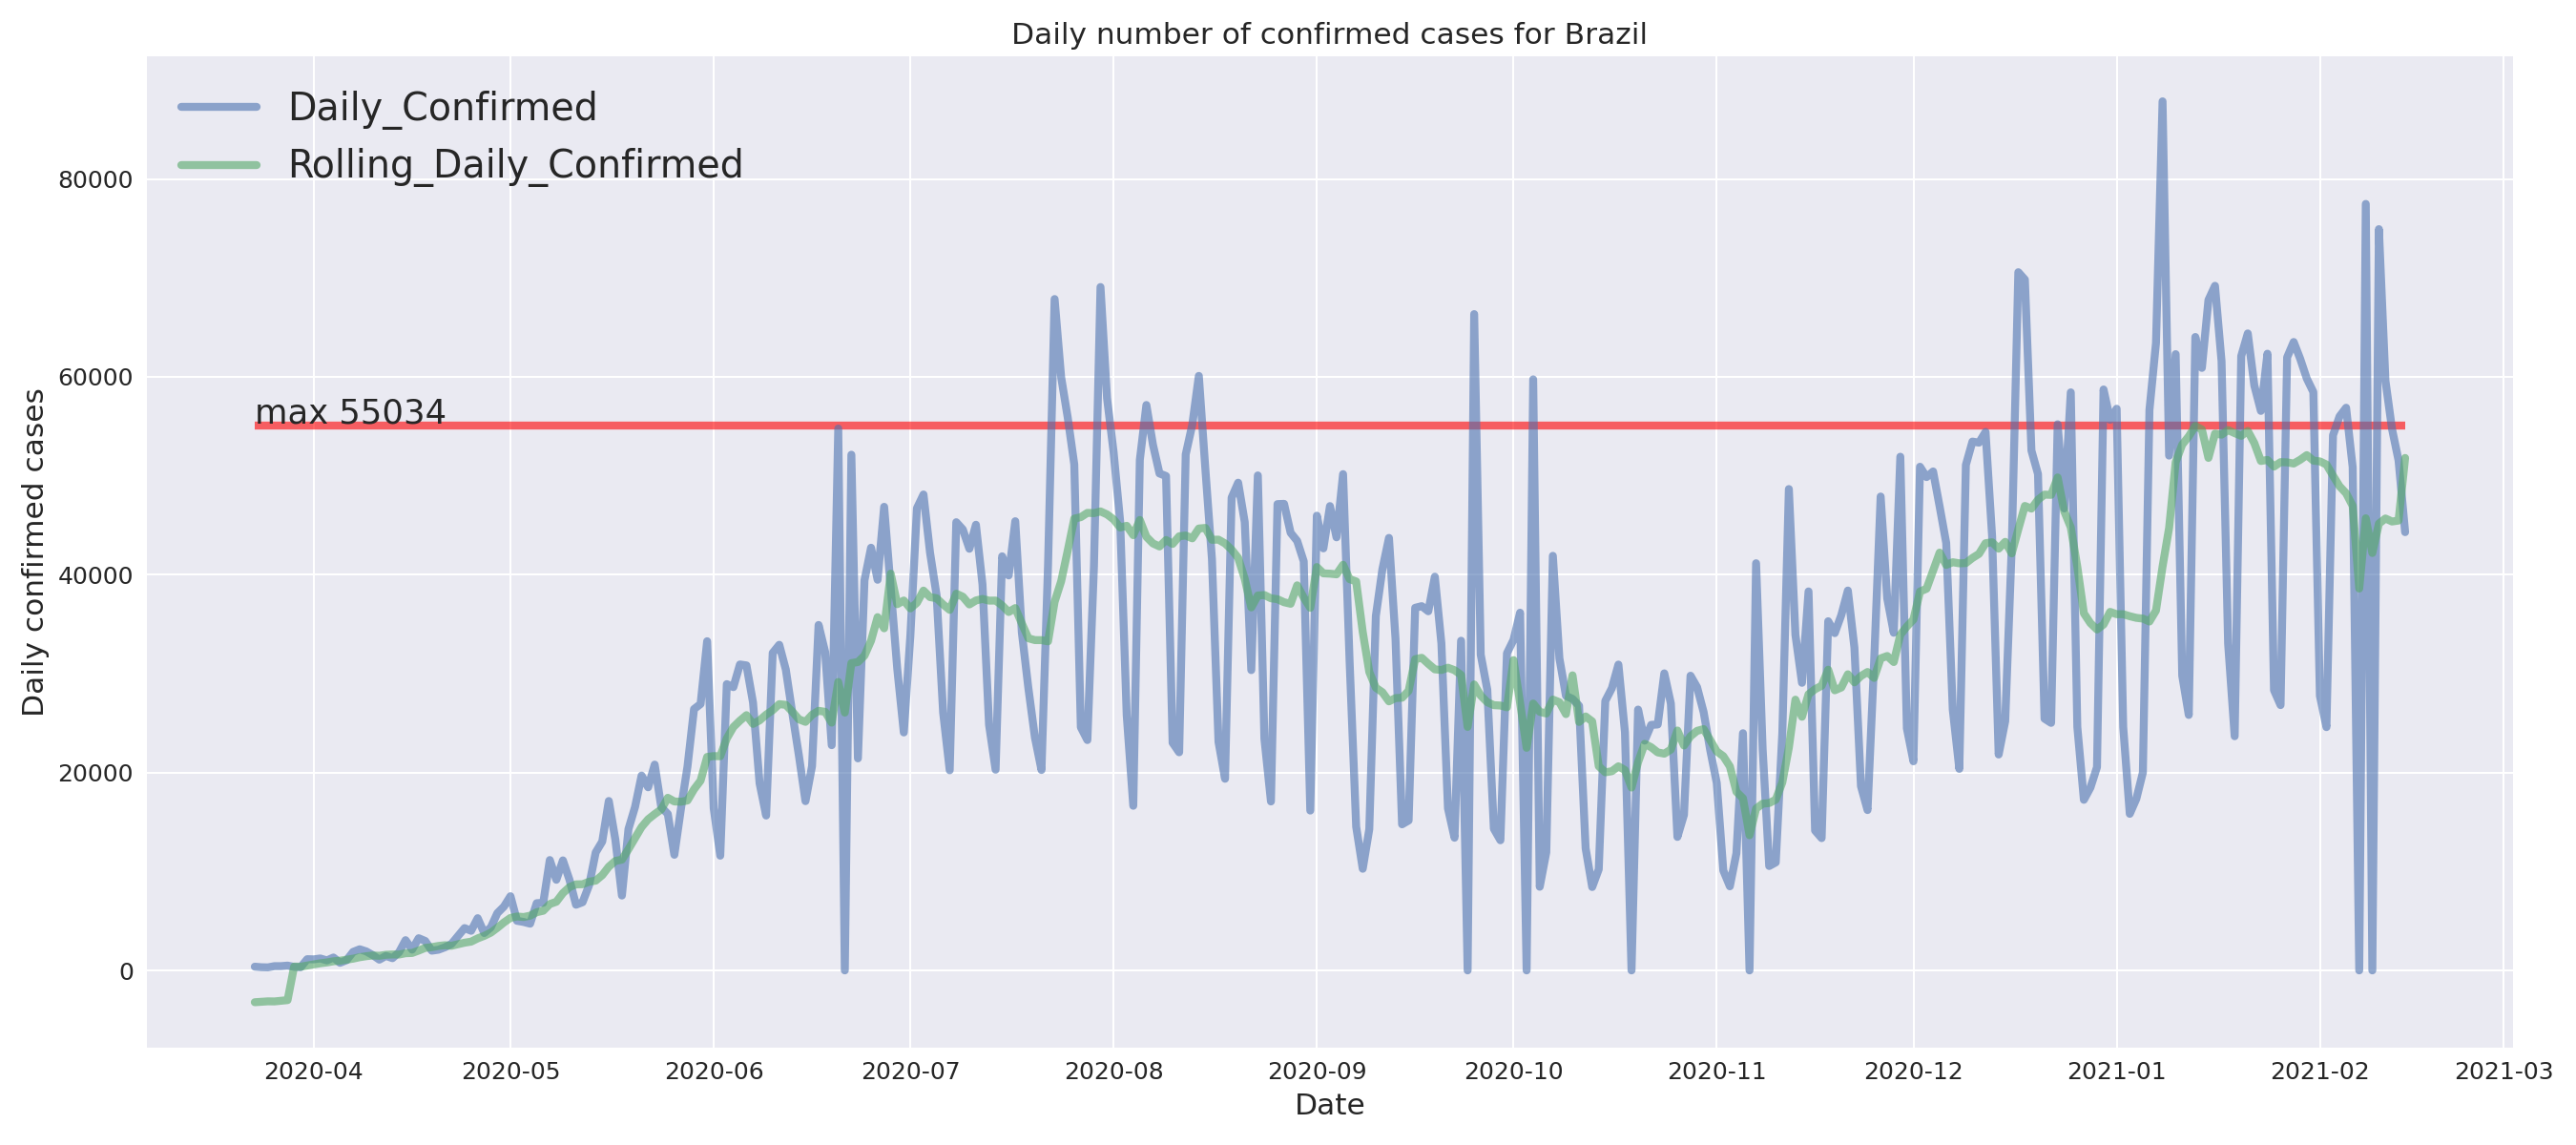 Daily number of confirmed cases for Brazil
Daily_Confirmed
Rolling_Daily_Confirmed
80000
60000
max 55034
40000
20000
0
Daily confirmed cases
2020-04 2020-05 2020-06 2020-07 2020-08 2020-09 2020-10 2020-11 2020-12 2021-01 2021-02 2021-03
Date